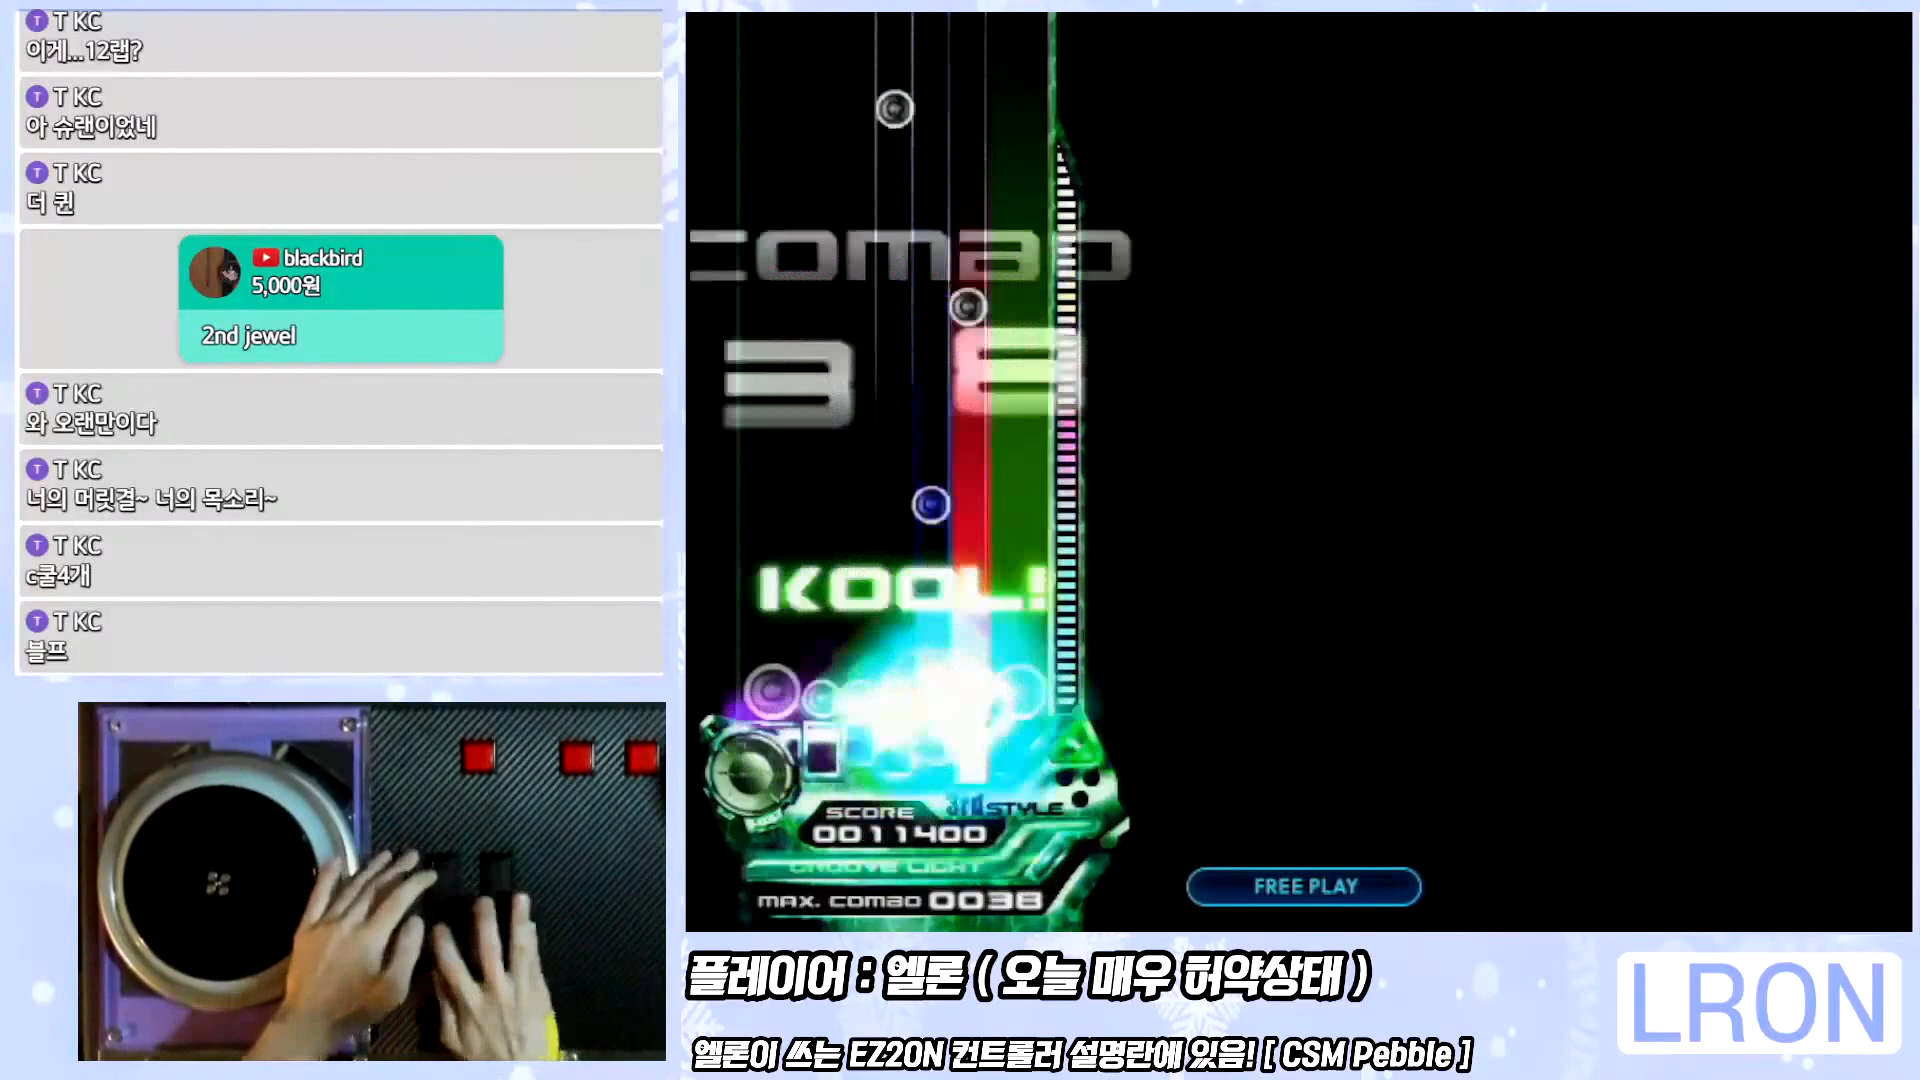 T KC
이게...12랩?
T KC
아 슈랜이었네
T KC
더 퀸
blackbird
5,000원
2nd jewel
T KC
와 오랜만이다
T KC
너의 머릿결~ 너의 목소리~
T KC
c쿨4개
T KC
블프
COMBO
38
KOOL!
SCORE
3rd STYLE
0011400
GROOVE LIGHT
MAX. COMBO 0038
FREE PLAY
플레이어 : 엘론 ( 오늘 매우 허약상태 )
엘론이 쓰는 EZ2ON 컨트롤러 설명란에 있음! [ CSM Pebble ]
LRON